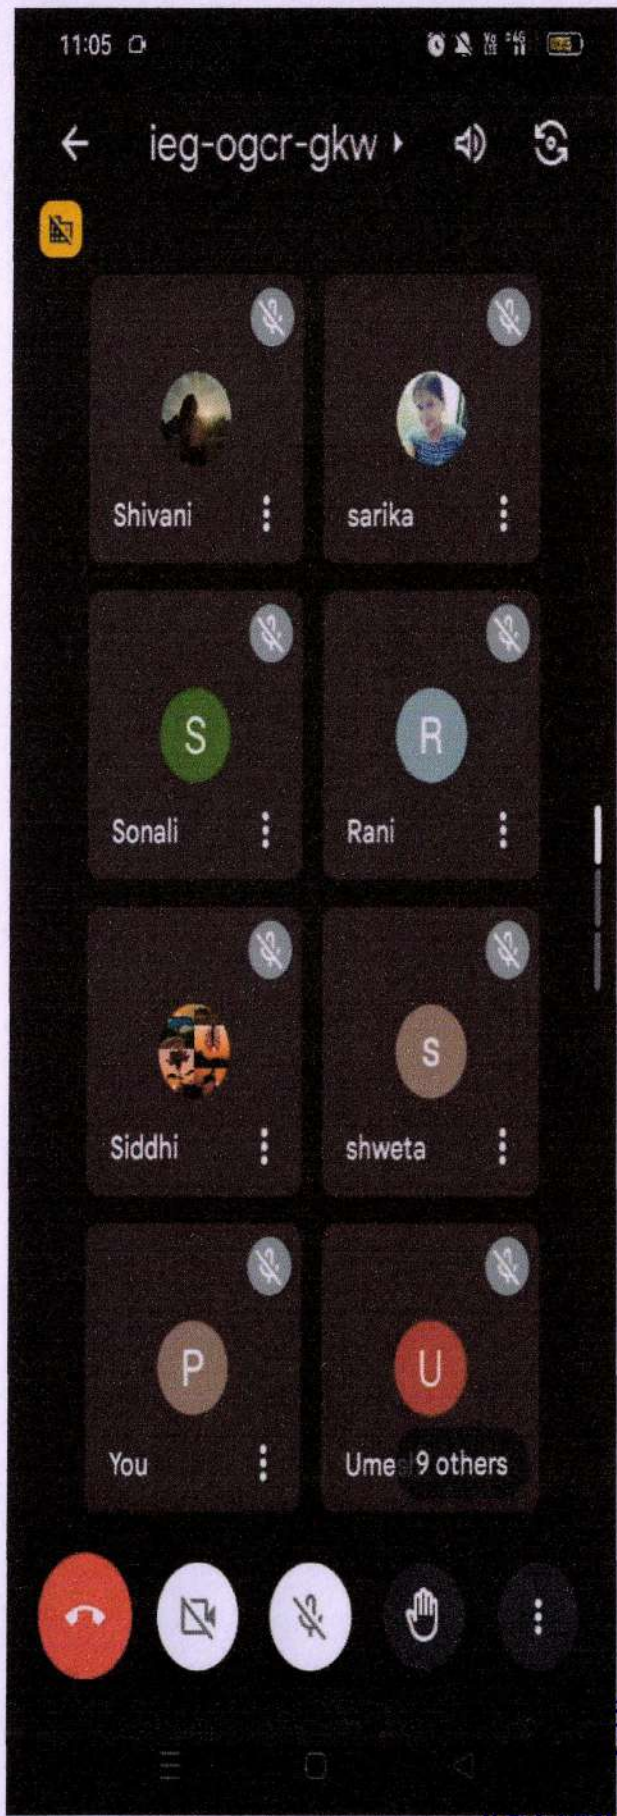 11:05
ieg-ogcr-gkw
Shivani
sarika
S
R
Sonali
Rani
s
Siddhi
shweta
P
U
You
9 others